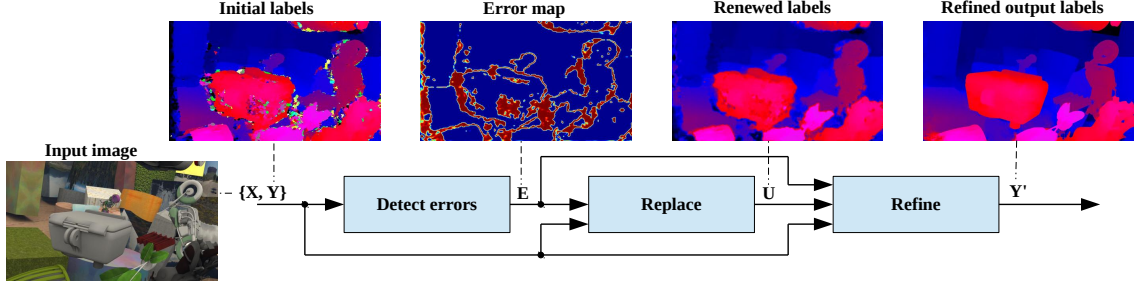 Initial labels
Error map
Renewed labels
Refined output labels
Input image
{X, Y}
Detect errors
E
Replace
U
Refine
Y'